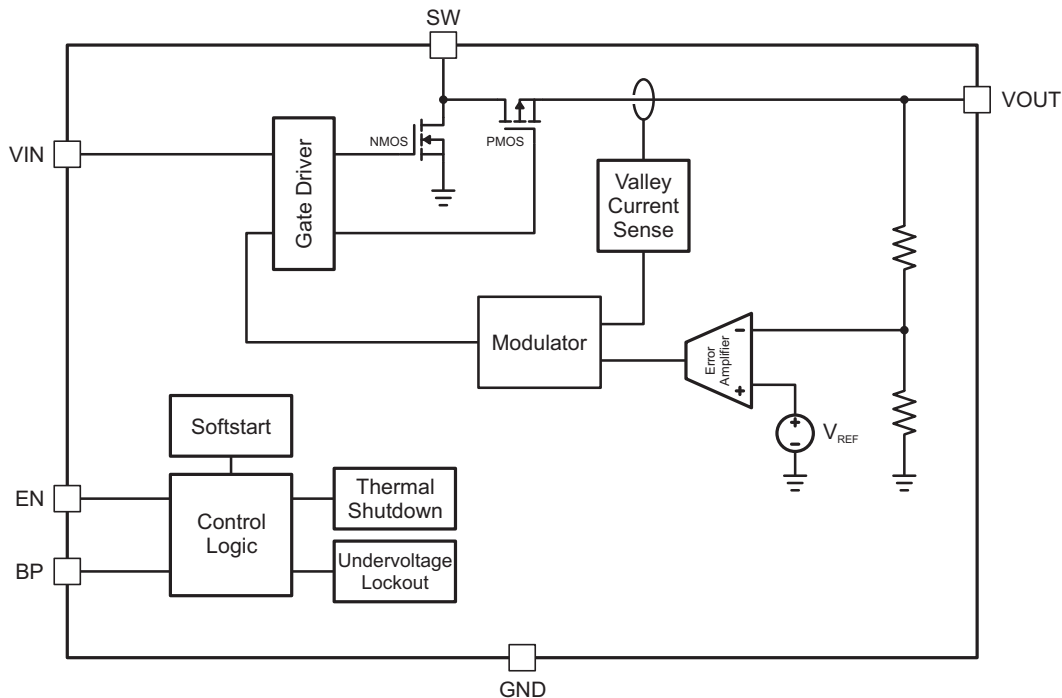 SW
VOUT
VIN
Gate Driver
NMOS
PMOS
Valley
Current
Sense
Modulator
Error
Amplifier
VREF
Softstart
EN
BP
Control
Logic
Thermal
Shutdown
Undervoltage
Lockout
GND